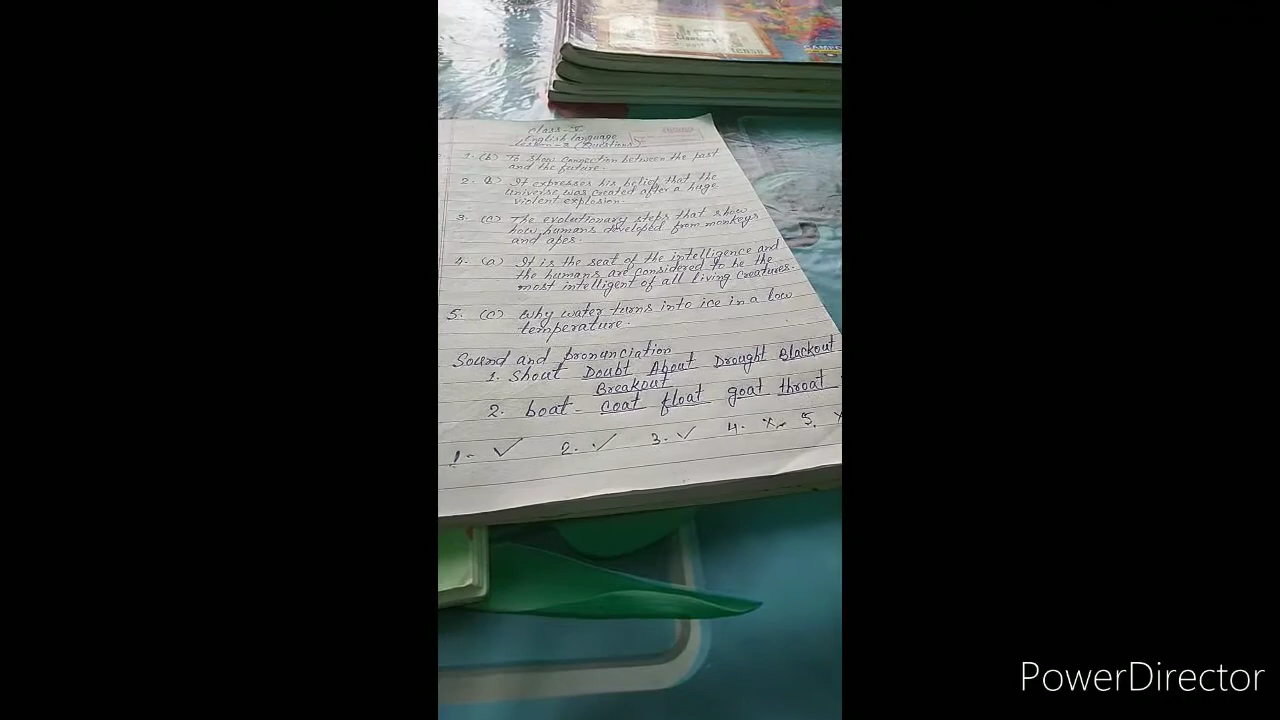 Class-V
English Language
Lesson-3 (Questions)
1. (b) To show connection between the past
and the future.
2. b) It expresses his belief that the
universe was created after a huge
violent explosion.
3. (c) The evolutionary steps that show
how humans developed from monkeys
and apes.
4. (a) It is the seat of the intelligence and
the humans are considered to be the
most intelligent of all living creatures.
5. (c) Why water turns into ice in a low
temperature.
Sound and pronunciation
1. Shout Doubt About Drought Blackout
Breakout
2. boat - coat float goat throat
1. ✓ 2. ✓ 3. ✓ 4. x 5. x
PowerDirector